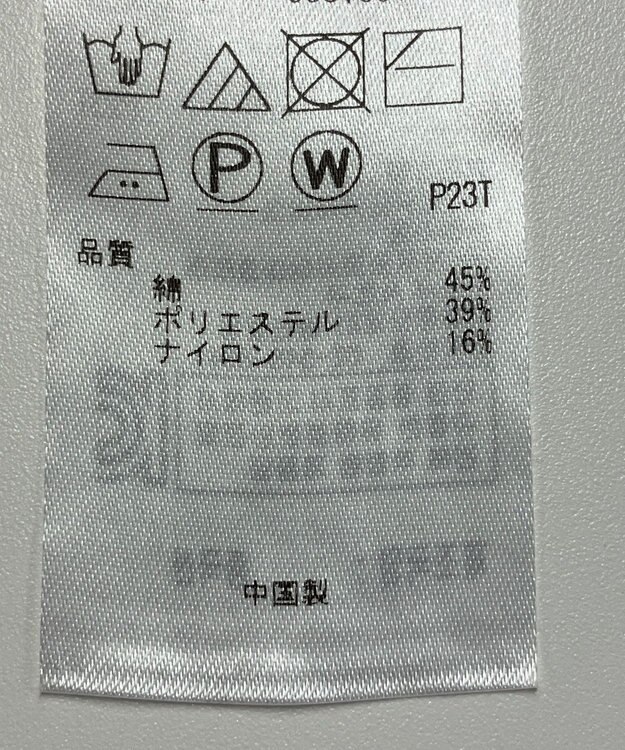 P W
P23T
品質
綿 45%
ポリエステル 39%
ナイロン 16%
中国製